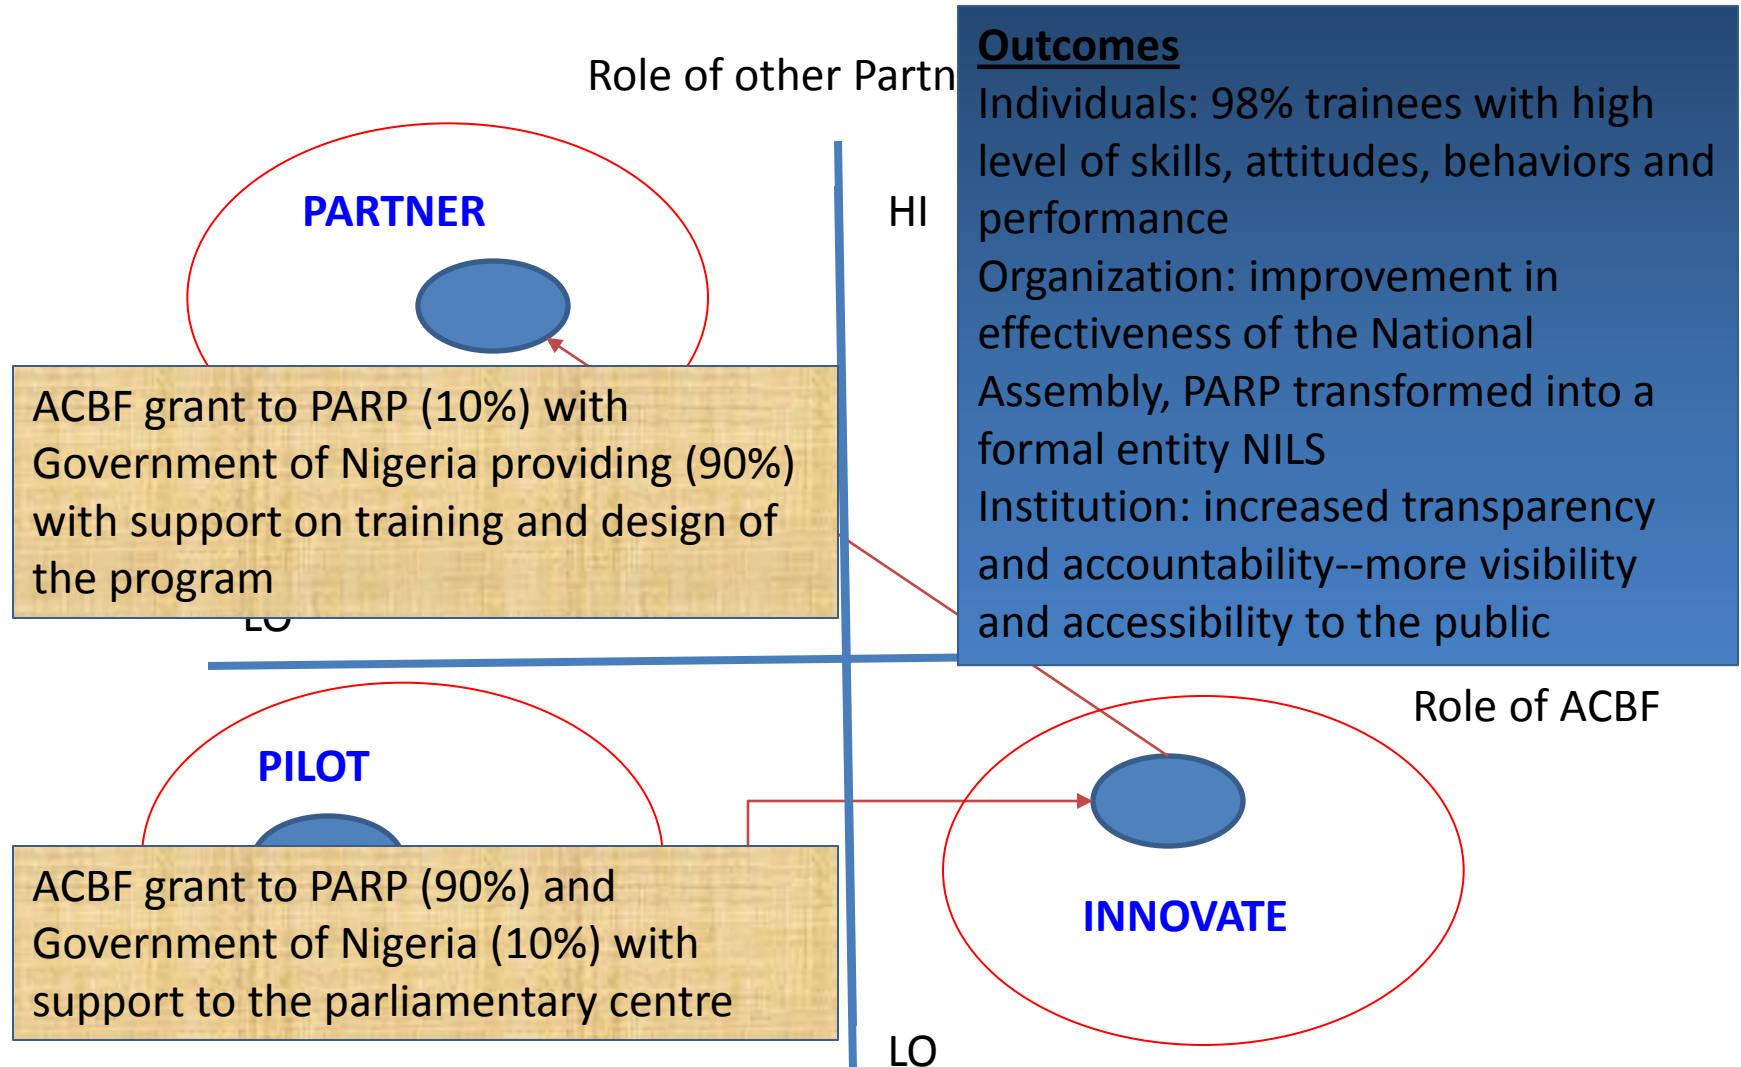 Role of other Partn
PARTNER
HI
ACBF grant to PARP (10%) with
Government of Nigeria providing (90%)
with support on training and design of
the program
LO
Outcomes
Individuals: 98% trainees with high
level of skills, attitudes, behaviors and
performance
Organization: improvement in
effectiveness of the National
Assembly, PARP transformed into a
formal entity NILS
Institution: increased transparency
and accountability--more visibility
and accessibility to the public
Role of ACBF
PILOT
ACBF grant to PARP (90%) and
Government of Nigeria (10%) with
support to the parliamentary centre
INNOVATE
LO